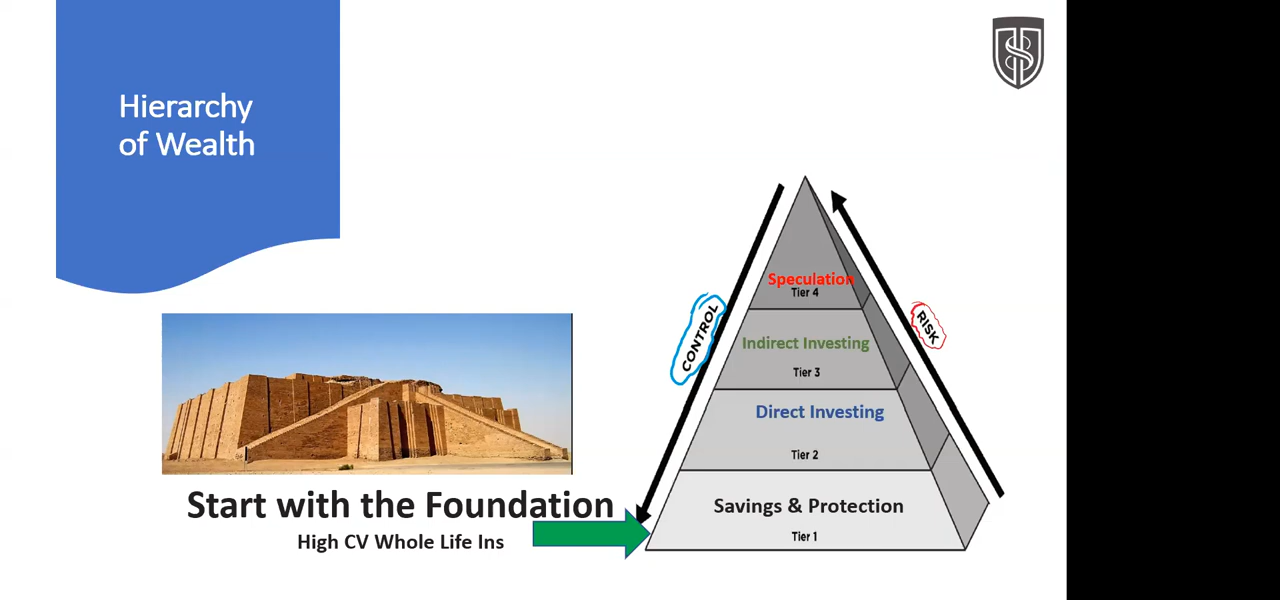 Hierarchy
of Wealth
CONTROL
RISK
Speculation
Tier 4
Indirect Investing
Tier 3
Direct Investing
Tier 2
Savings & Protection
Tier 1
Start with the Foundation
High CV Whole Life Ins